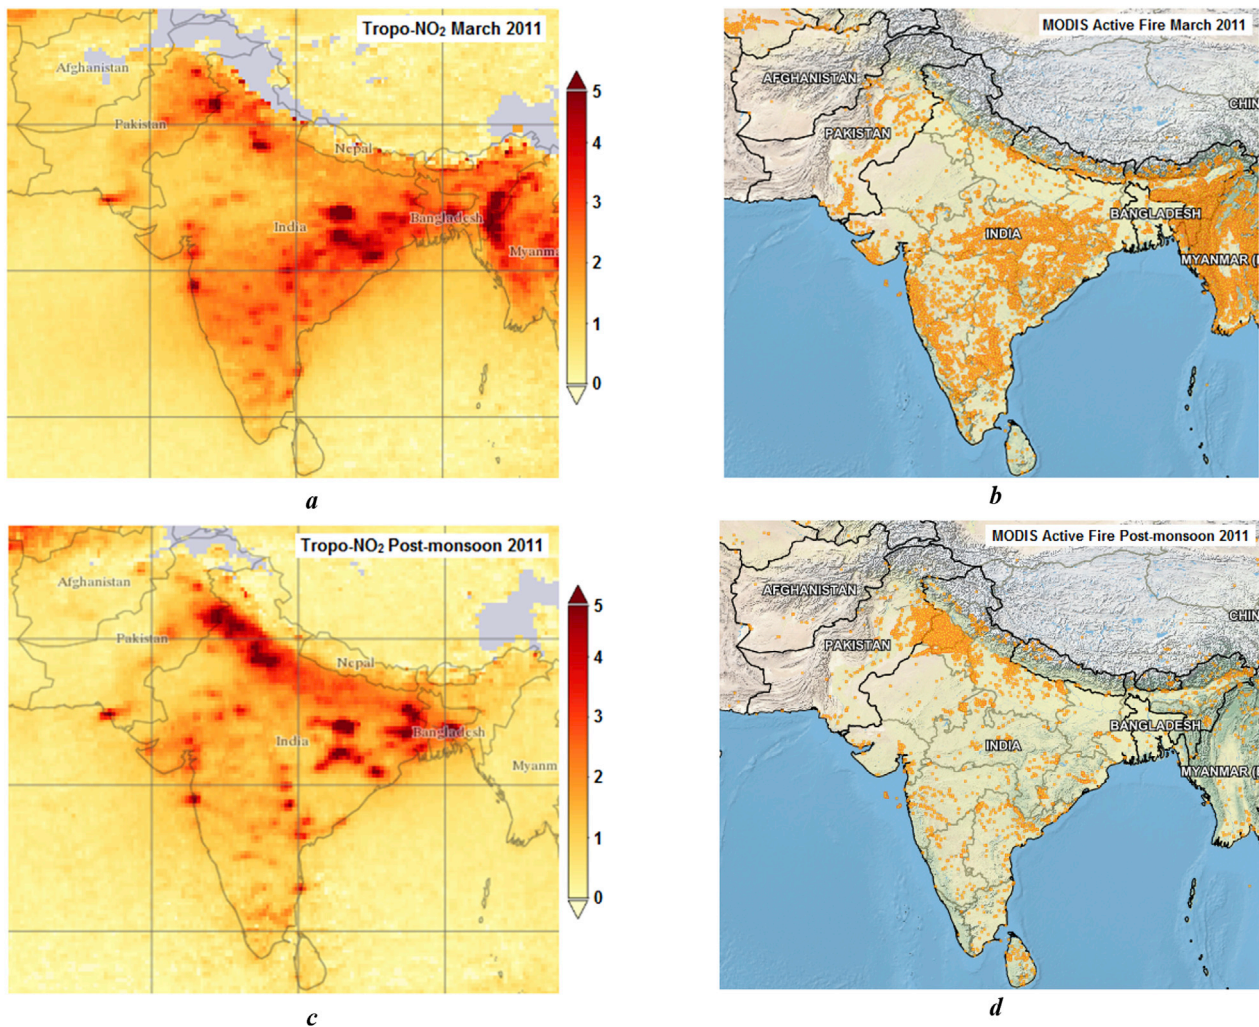 Tropo-NO₂ March 2011
Afghanistan
Pakistan
Nepal
India
Bangladesh
Myanma
5
4
3
2
1
0
a
MODIS Active Fire March 2011
AFGHANISTAN
CHIN
PAKISTAN
BANGLADESH
INDIA
MYANMAR (
b
Tropo-NO₂ Post-monsoon 2011
Afghanistan
Pakistan
Nepal
India
Bangladesh
Myanm
5
4
3
2
1
0
c
MODIS Active Fire Post-monsoon 2011
AFGHANISTAN
CHIN
PAKISTAN
BANGLADESH
INDIA
MYANMAR (
d